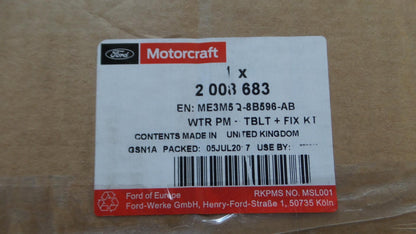 Ford Motorcraft
1 x
2 008 683
EN: ME3M5Q-8B596-AB
WTR PM - TBLT + FIX KT
CONTENTS MADE IN UNITED KINGDOM
GSN1A PACKED: 05JUL20 7 USE BY:
Ford of Europe RKPMS NO. MSL001
Ford-Werke GmbH, Henry-Ford-Straße 1, 50735 Köln